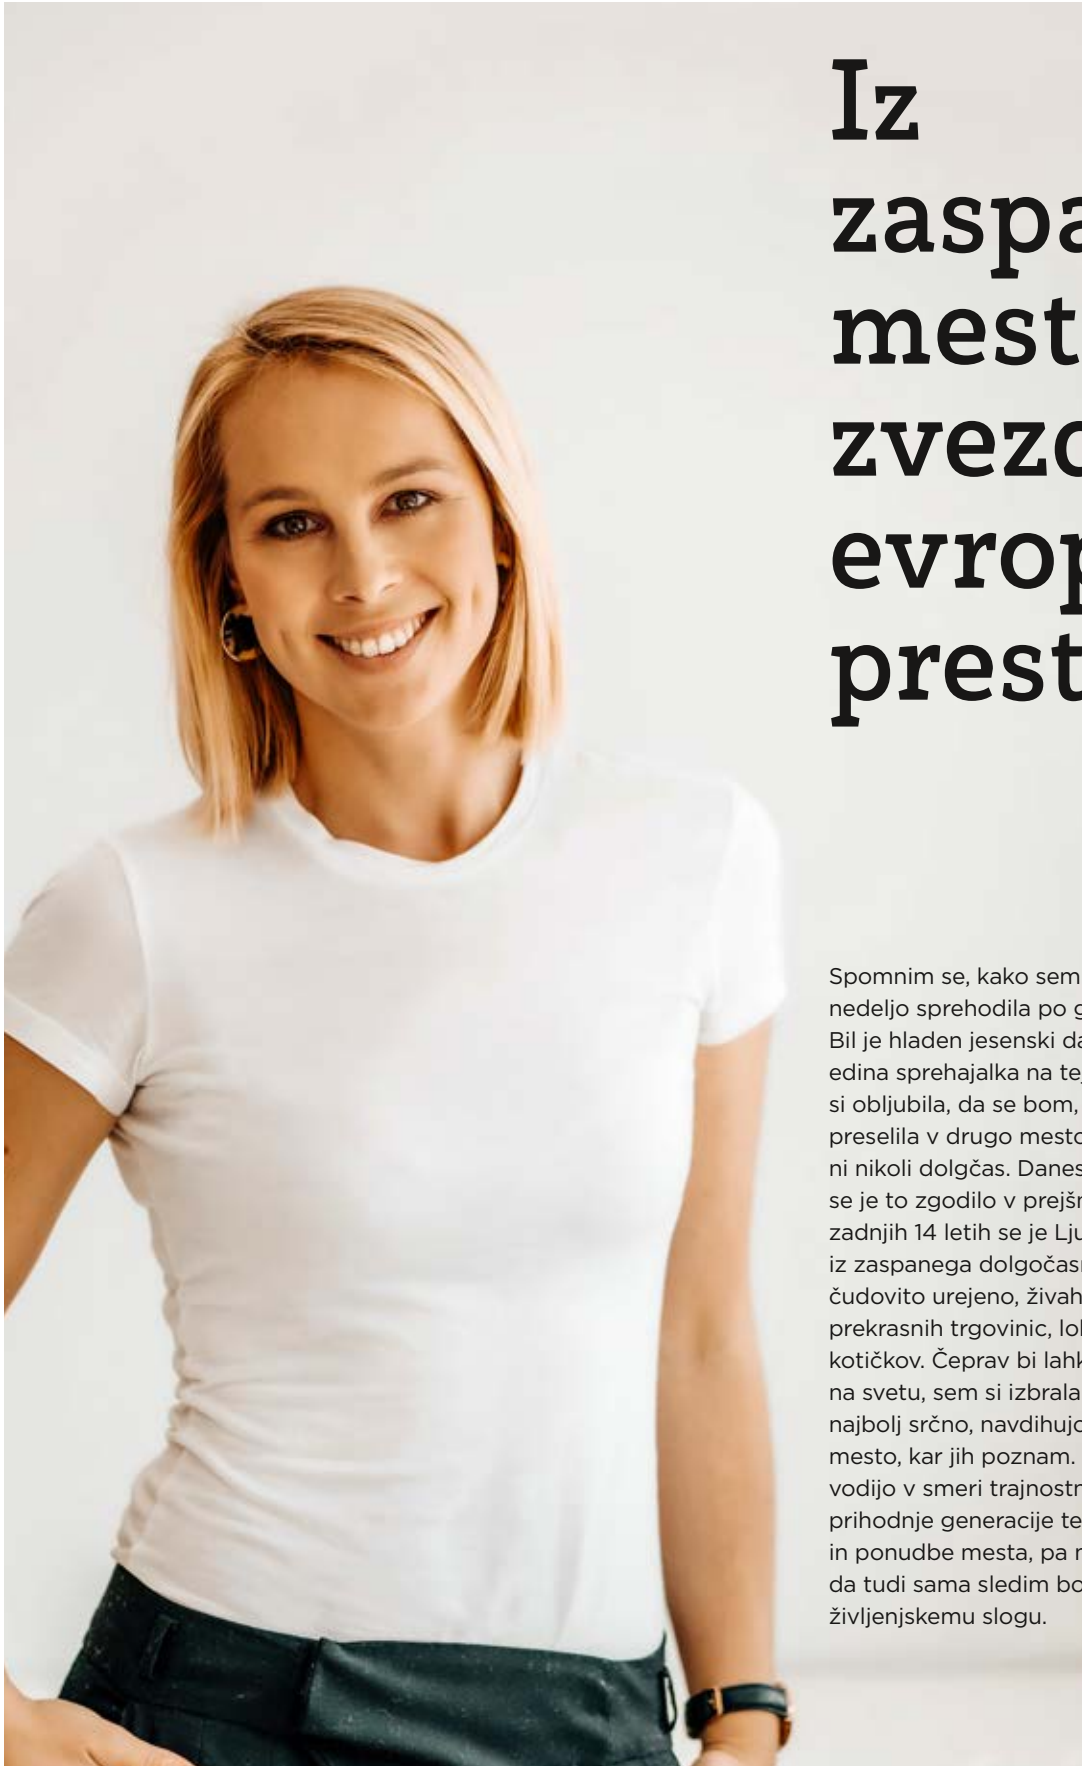 Iz
zaspa
mest
zvezd
evrop
prest
Spomnim se, kako sem
nedeljo sprehodila po g
Bil je hladen jesenski da
edina sprehajalka na tej
si obljubila, da se bom,
preselila v drugo mesto
ni nikoli dolgčas. Danes
se je to zgodilo v prejšn
zadnjih 14 letih se je Lju
iz zaspanega dolgočasn
čudovito urejeno, živah
prekrasnih trgovinic, lok
kotičkov. Čeprav bi lahk
na svetu, sem si izbrala
najbolj srčno, navdihujo
mesto, kar jih poznam.
vodijo v smeri trajnostn
prihodnje generacije te
in ponudbe mesta, pa n
da tudi sama sledim bo
življenjskemu slogu.